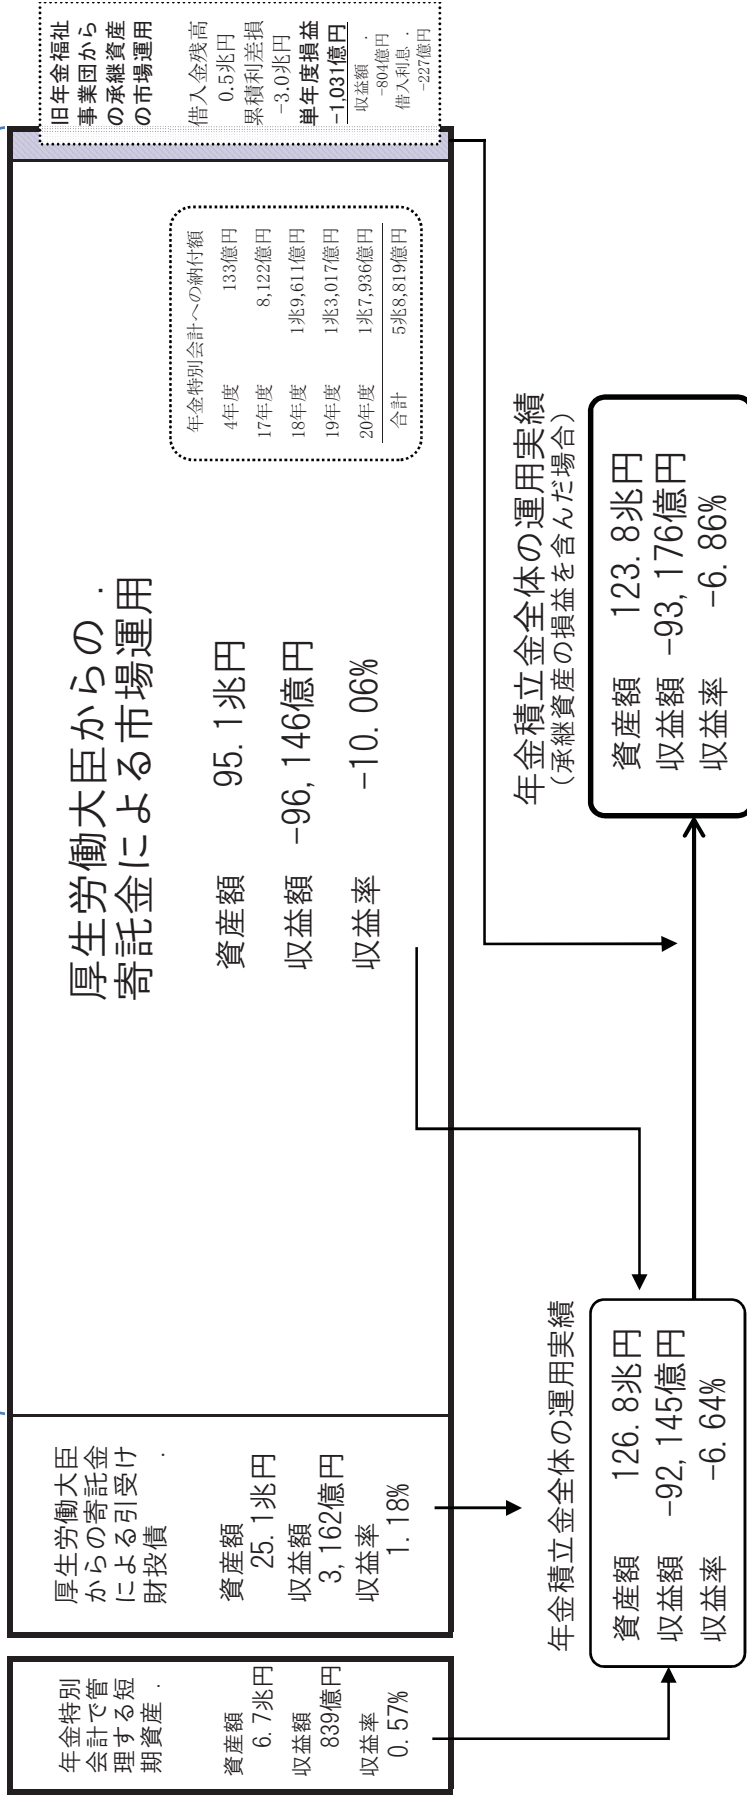 年金特別
会計で管
理する短
期資産.
資産額
6.7兆円
収益額
839億円
収益率
0.57%
厚生労働大臣
からの寄託金
による引受け
財投債 .
資産額
25.1兆円
収益額
3,162億円
収益率
1.18%
厚生労働大臣からの.
寄託金による市場運用
資産額 95.1兆円
収益額 -96,146億円
収益率 -10.06%
年金特別会計への納付額
4年度 133億円
17年度 8,122億円
18年度 1兆9,611億円
19年度 1兆3,017億円
20年度 1兆7,936億円
合計 5兆8,819億円
旧年金福祉
事業団から
の承継資産
の市場運用
借入金残高
0.5兆円
累積利差損
-3.0兆円
単年度損益
-1,031億円
収益額 .
-804億円
借入利息.
-227億円
年金積立金全体の運用実績
資産額 126.8兆円
収益額 -92,145億円
収益率 -6.64%
年金積立金全体の運用実績
(承継資産の損益を含んだ場合)
資産額 123.8兆円
収益額 -93,176億円
収益率 -6.86%